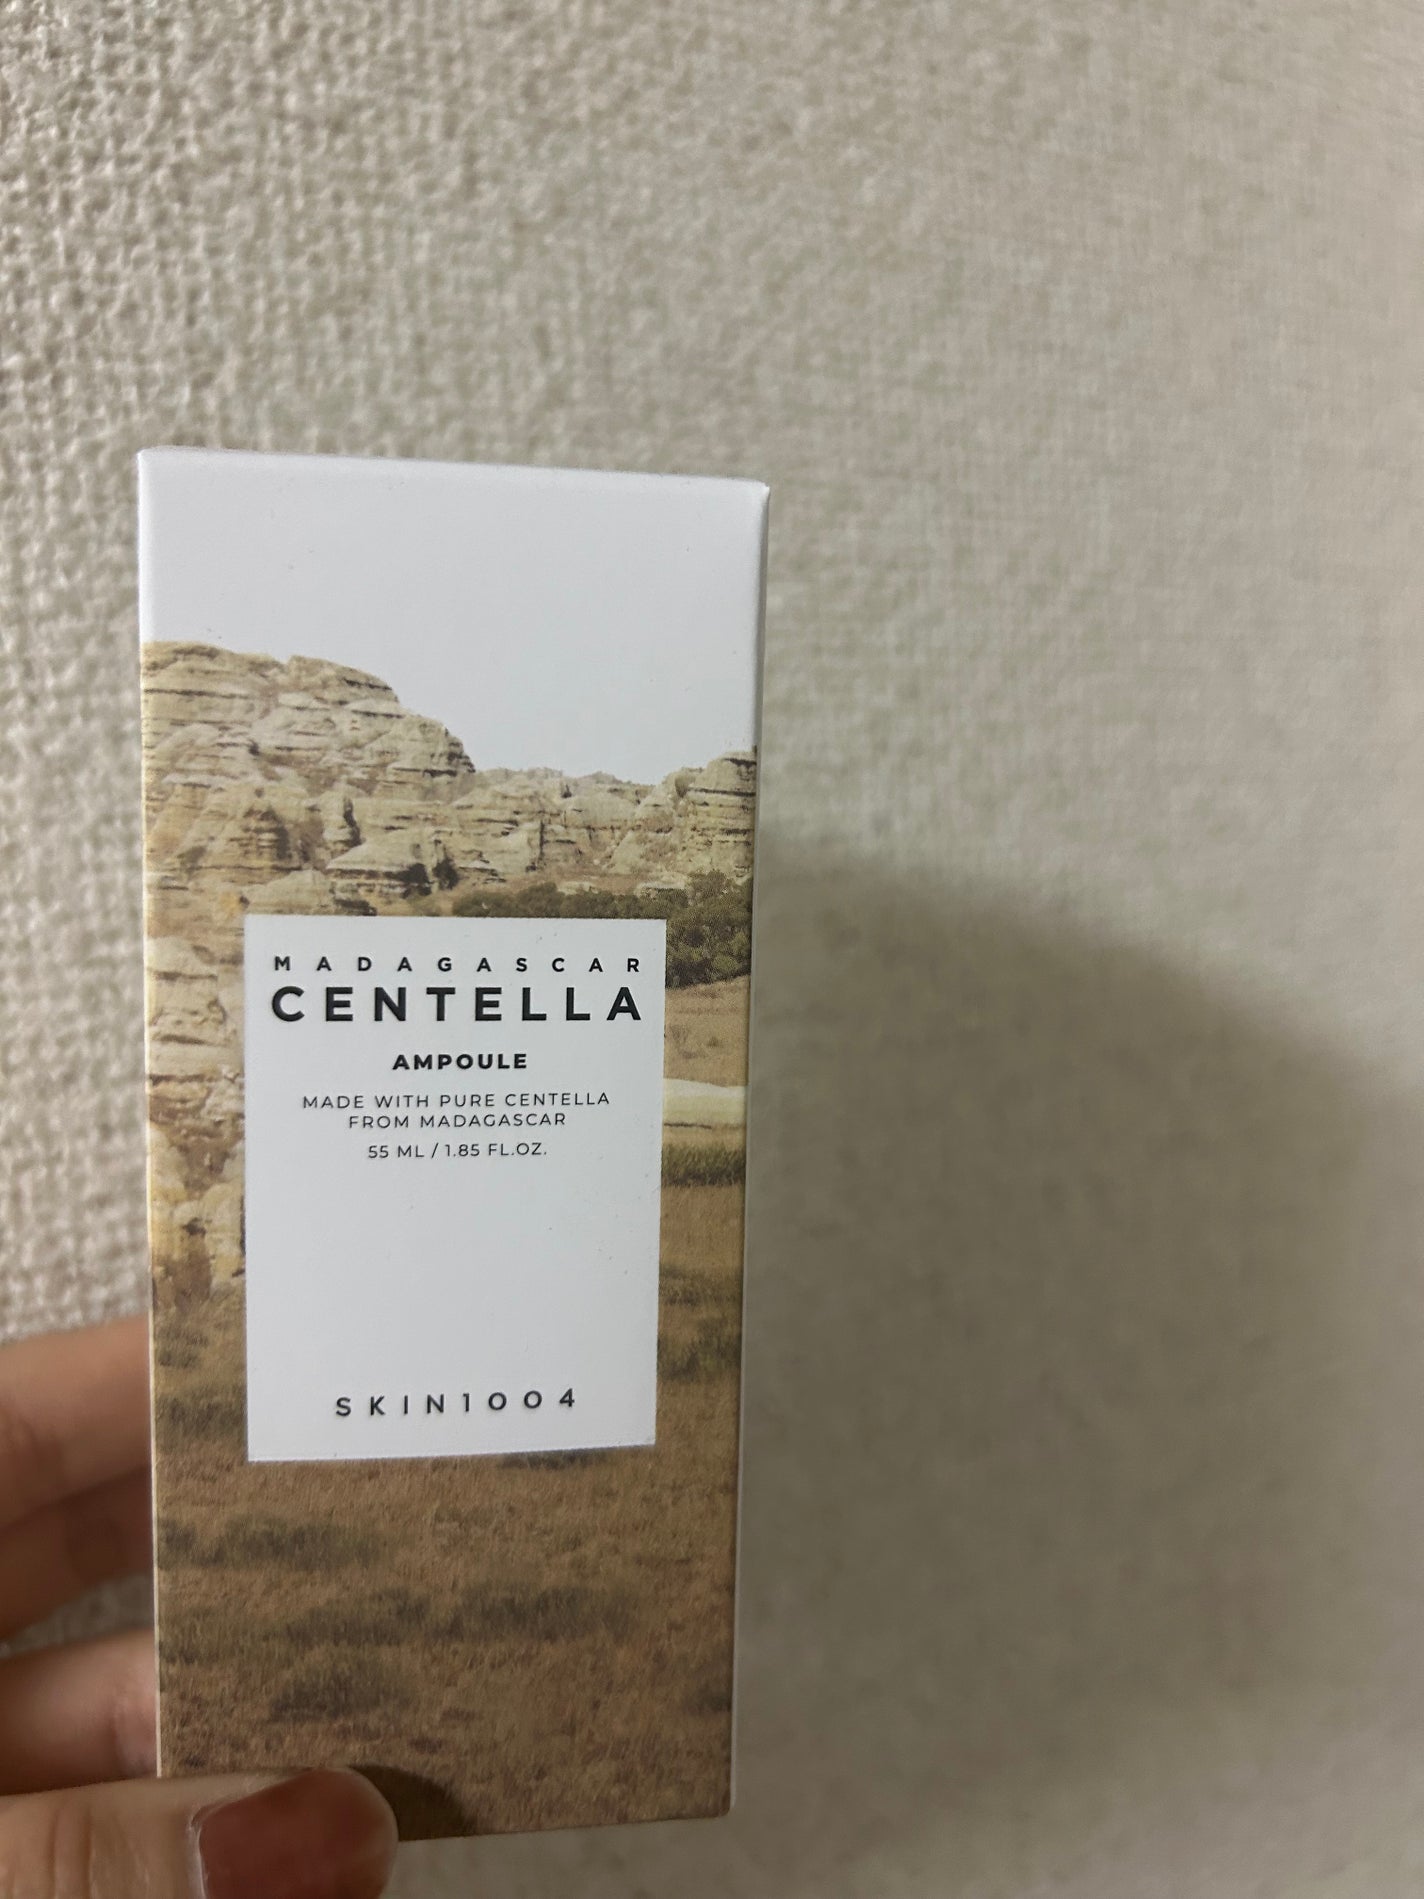 MADAGASCAR
CENTELLA
AMPOULE
MADE WITH PURE CENTELLA
FROM MADAGASCAR
55 ML / 1.85 FL.OZ.
SKIN1004